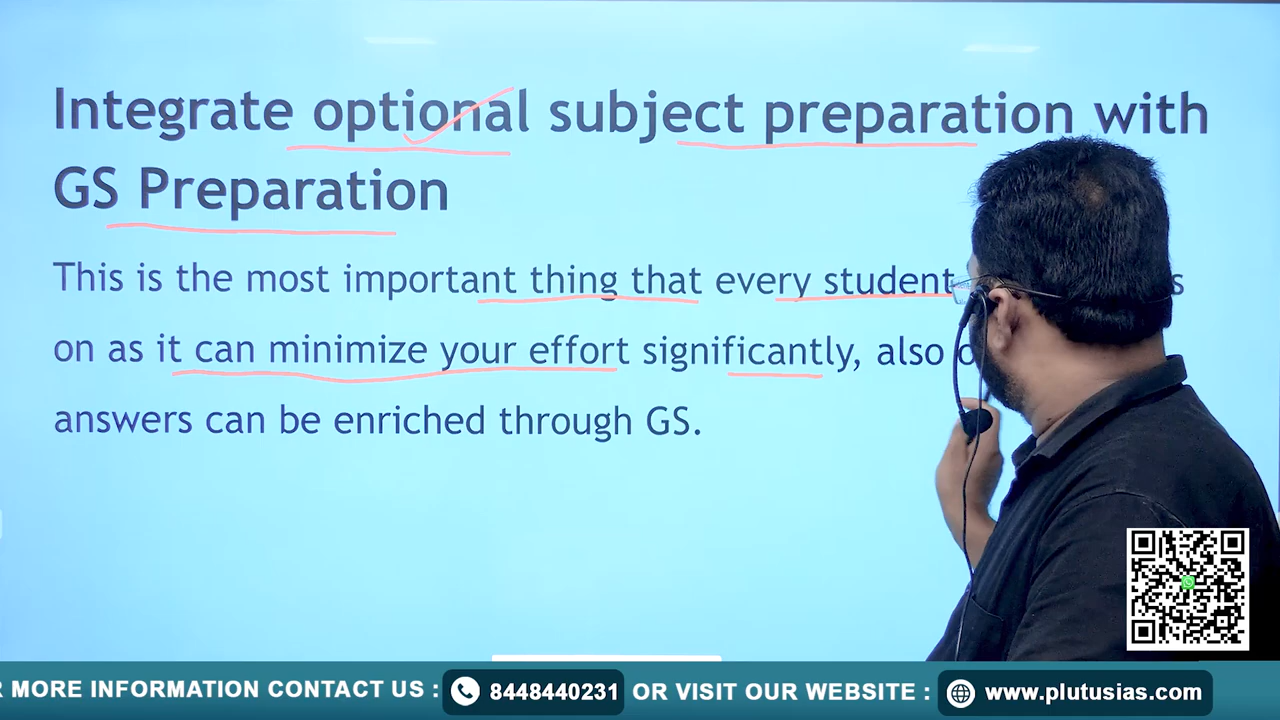 Integrate optional subject preparation with
GS Preparation
This is the most important thing that every student
on as it can minimize your effort significantly, also
answers can be enriched through GS.
R MORE INFORMATION CONTACT US : 8448440231 OR VISIT OUR WEBSITE : www.plutusias.com